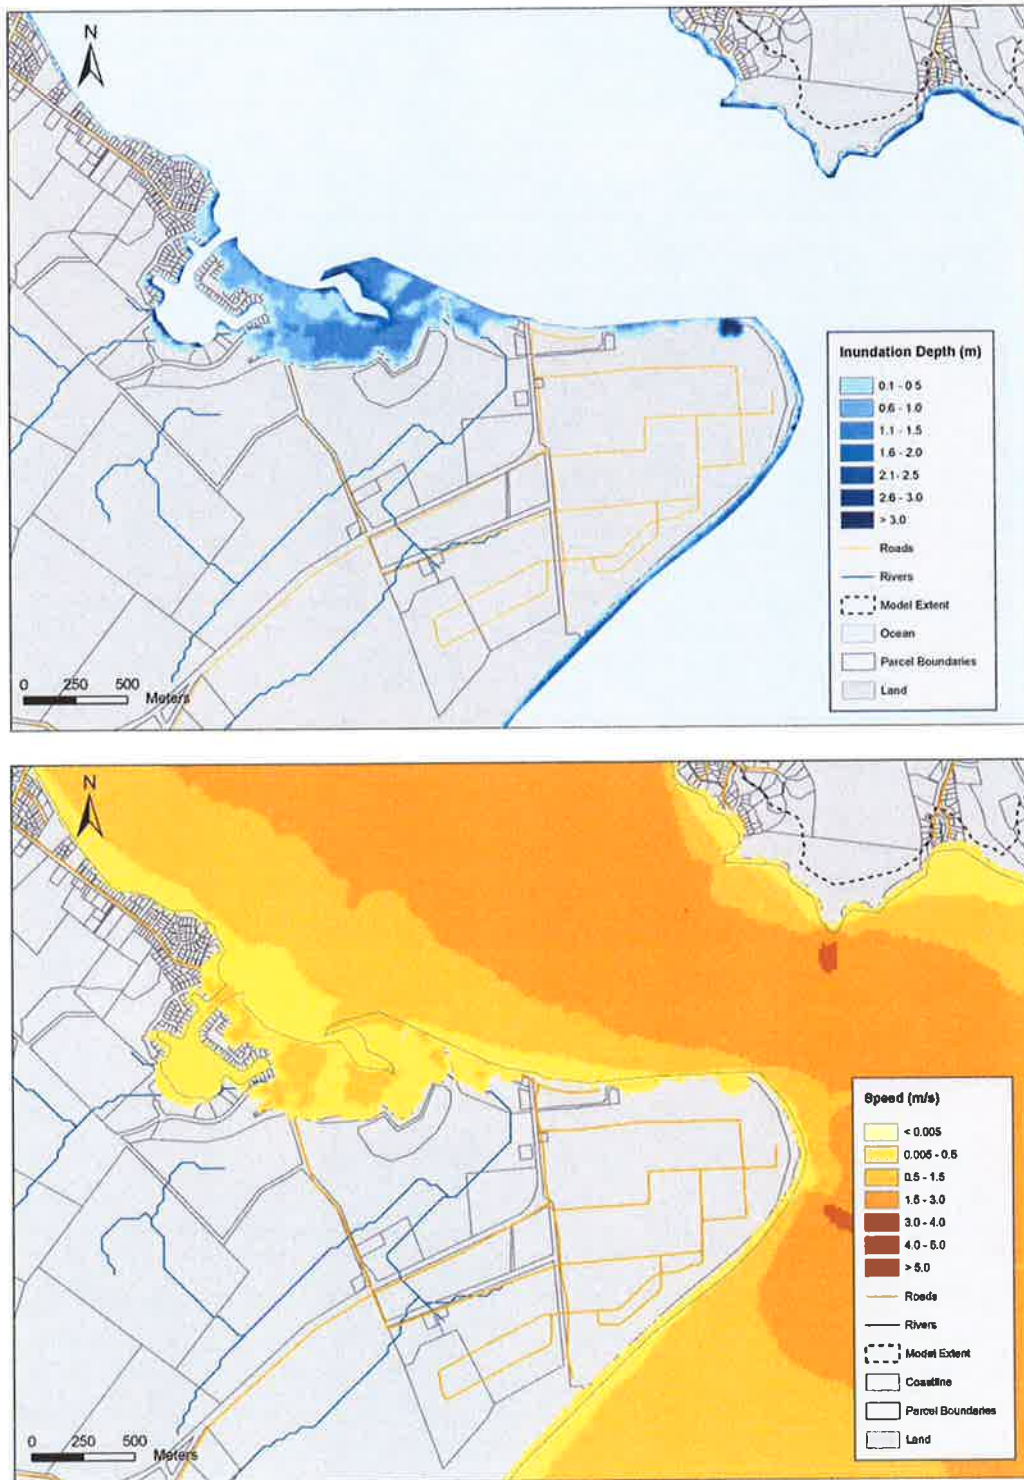 N
0 250 500
Meters
Inundation Depth (m)
0.1 - 0.5
0.6 - 1.0
1.1 - 1.5
1.6 - 2.0
2.1- 2.5
2.6 - 3.0
> 3.0
Roads
Rivers
Model Extent
Ocean
Parcel Boundaries
Land
N
0 250 500
Meters
Speed (m/s)
< 0.005
0.005 - 0.5
0.5 - 1.5
1.5 - 3.0
3.0 - 4.0
4.0 - 5.0
> 5.0
Roads
Rivers
Model Extent
Coastline
Parcel Boundaries
Land